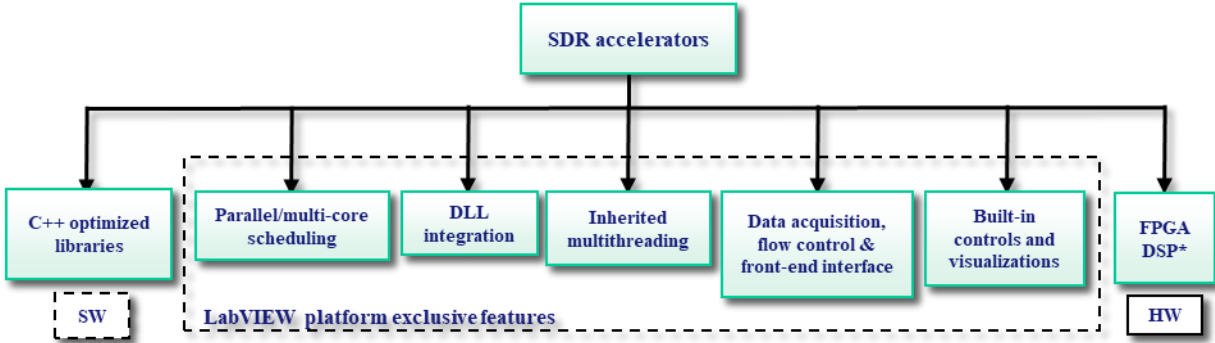 SDR accelerators
C++ optimized
libraries
Parallel/multi-core
scheduling
DLL
integration
Inherited
multithreading
Data acquisition,
flow control &
front-end interface
Built-in
controls and
visualizations
FPGA
DSP*
SW
LabVIEW platform exclusive features
HW